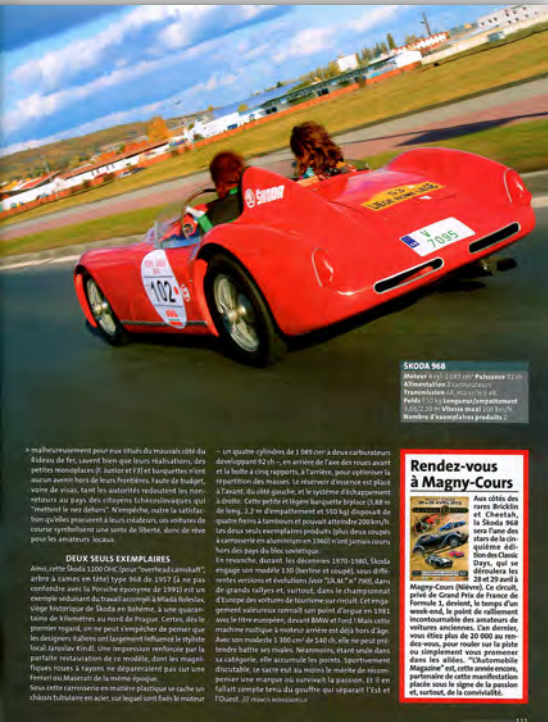 ŠKODA
D.3
LIÈGE ROME LIÈGE
V
7095
102
SKODA 968
Moteur 4 cyl. 1 089 cm³ Puissance 92 ch
Alimentation 2 carburateurs
Transmission AR, manuelle 5 vit.
Poids 550 kg Longueur/empattement
3,88/2,20 m Vitesse maxi 200 km/h
Nombre d'exemplaires produits 2
> malheureusement pour eux situés du mauvais côté du
Rideau de fer, savent bien que leurs réalisations, des
petites monoplaces (F. Junior et F3) et barquettes n'ont
aucun avenir hors de leurs frontières. Faute de budget,
voire de visas, tant les autorités redoutent les non-
retours au pays des citoyens tchécoslovaques qui
"mettent le nez dehors". N'empêche, outre la satisfac-
tion qu'elles procurent à leurs créateurs, ces voitures de
course symbolisent une sorte de liberté, donc de rêve
pour les amateurs locaux.
DEUX SEULS EXEMPLAIRES
Ainsi, cette Škoda 1100 OHC (pour "overhead camshaft",
arbre à cames en tête) type 968 de 1957 (à ne pas
confondre avec la Porsche éponyme de 1991) est un
exemple séduisant du travail accompli à Mladá Boleslav,
siège historique de Škoda en Bohême, à une quaran-
taine de kilomètres au nord de Prague. Certes, dès le
premier regard, on ne peut s'empêcher de penser que
les designers italiens ont largement influencé le styliste
local Jaroslav Kindl. Une impression renforcée par la
parfaite restauration de ce modèle, dont les magni-
fiques roues à rayons ne dépareraient pas sur une
Ferrari ou Maserati de la même époque.
Sous cette carrosserie en matière plastique se cache un
châssis tubulaire en acier, sur lequel sont fixés le moteur
– un quatre-cylindres de 1 089 cm³ à deux carburateurs
développant 92 ch –, en arrière de l'axe des roues avant
et la boîte à cinq rapports, à l'arrière, pour optimiser la
répartition des masses. Le réservoir d'essence est placé
à l'avant, du côté gauche, et le système d'échappement
à droite. Cette petite et légère barquette biplace (3,88 m
de long, 2,2 m d'empattement et 550 kg) disposait de
quatre freins à tambours et pouvait atteindre 200 km/h.
Les deux seuls exemplaires produits (plus deux coupés
à carrosserie en aluminium en 1960) n'ont jamais couru
hors des pays du bloc soviétique.
En revanche, durant les décennies 1970-1980, Škoda
engage son modèle 130 (berline et coupé), sous diffé-
rentes versions et évolutions (voir "l'A.M." n° 790), dans
de grands rallyes et, surtout, dans le championnat
d'Europe des voitures de tourisme sur circuit. Cet enga-
gement valeureux connaît son point d'orgue en 1981
avec le titre européen, devant BMW et Ford ! Mais cette
machine rustique à moteur arrière est déjà hors d'âge.
Avec son modeste 1 300 cm³ de 140 ch, elle ne peut pré-
tendre battre ses rivales. Néanmoins, étant seule dans
sa catégorie, elle accumule les points. Sportivement
discutable, ce sacre eut au moins le mérite de récom-
penser une marque où survivait la passion. Et il en
fallait compte tenu du gouffre qui séparait l'Est et
l'Ouest.
Rendez-vous
à Magny-Cours
Aux côtés des
rares Bricklin
et Cheetah,
la Škoda 968
sera l'une des
stars de la cin-
quième édi-
tion des Classic
Days, qui se
déroulera les
28 et 29 avril à
Magny-Cours (Nièvre). Ce circuit,
privé de Grand Prix de France de
Formule 1, devient, le temps d'un
week-end, le point de ralliement
incontournable des amateurs de
voitures anciennes. L'an dernier,
vous étiez plus de 20 000 au ren-
dez-vous, pour rouler sur la piste
ou simplement vous promener
dans les allées. "L'Automobile
Magazine" est, cette année encore,
partenaire de cette manifestation
placée sous le signe de la passion
et, surtout, de la convivialité.